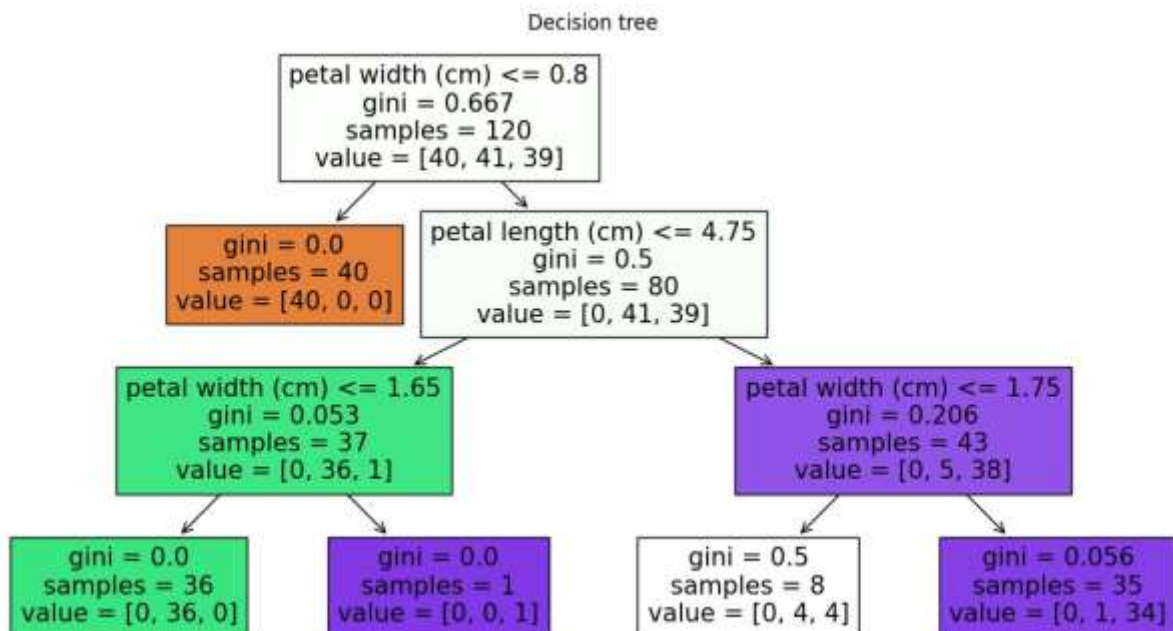 Decision tree
petal width (cm) <= 0.8
gini = 0.667
samples = 120
value = [40, 41, 39]
gini = 0.0
samples = 40
value = [40, 0, 0]
petal length (cm) <= 4.75
gini = 0.5
samples = 80
value = [0, 41, 39]
petal width (cm) <= 1.65
gini = 0.053
samples = 37
value = [0, 36, 1]
petal width (cm) <= 1.75
gini = 0.206
samples = 43
value = [0, 5, 38]
gini = 0.0
samples = 36
value = [0, 36, 0]
gini = 0.0
samples = 1
value = [0, 0, 1]
gini = 0.5
samples = 8
value = [0, 4, 4]
gini = 0.056
samples = 35
value = [0, 1, 34]